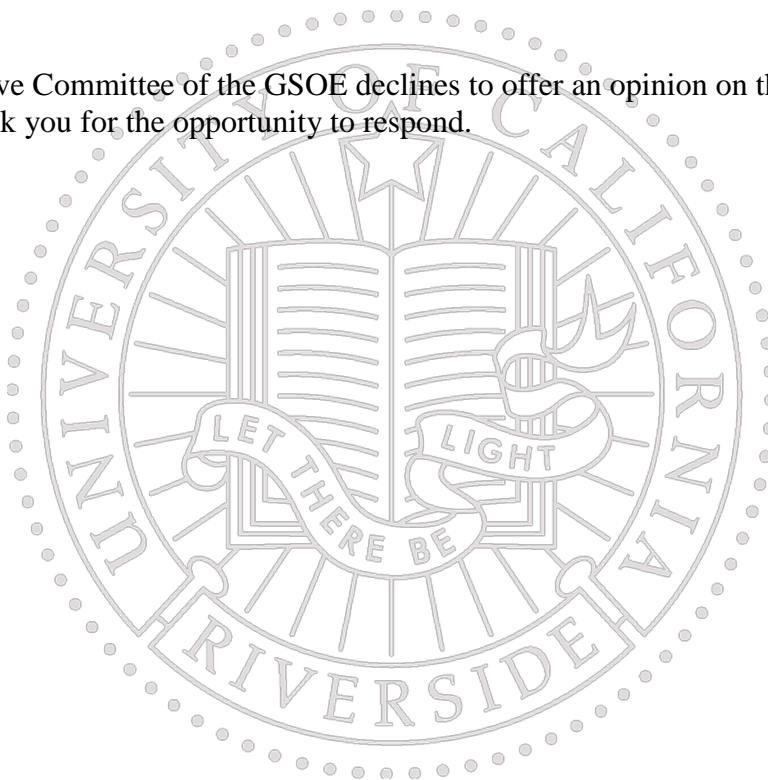 ve Committee of the GSOE declines to offer an opinion on th
k you for the opportunity to respond.
UNIVERSITY OF CALIFORNIA
LET THERE BE
LIGHT
RIVERSIDE